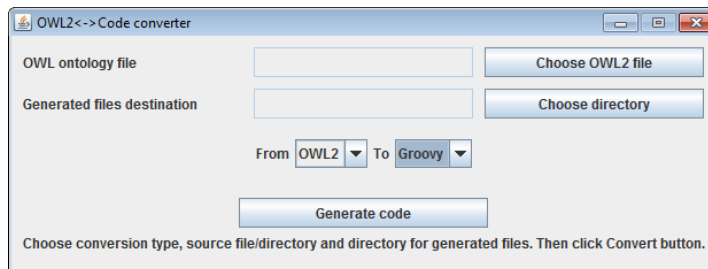 OWL2<->Code converter
OWL ontology file
Choose OWL2 file
Generated files destination
Choose directory
From OWL2 To Groovy
Generate code
Choose conversion type, source file/directory and directory for generated files. Then click Convert button.